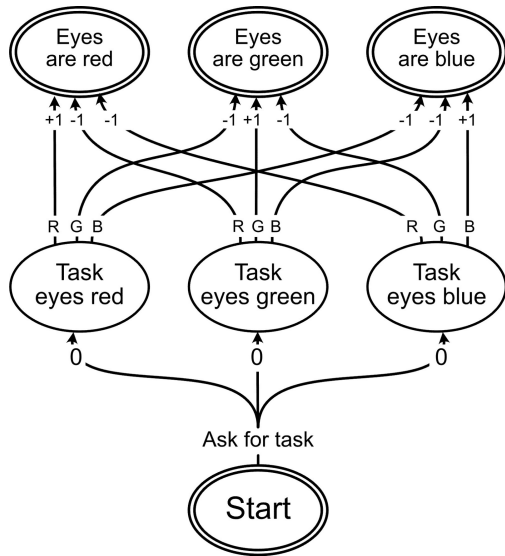 Eyes
are red
Eyes
are green
Eyes
are blue
+1 -1 -1 -1 +1 -1 -1 -1 +1
R G B R G B R G B
Task
eyes red
Task
eyes green
Task
eyes blue
0 0 0
Ask for task
Start